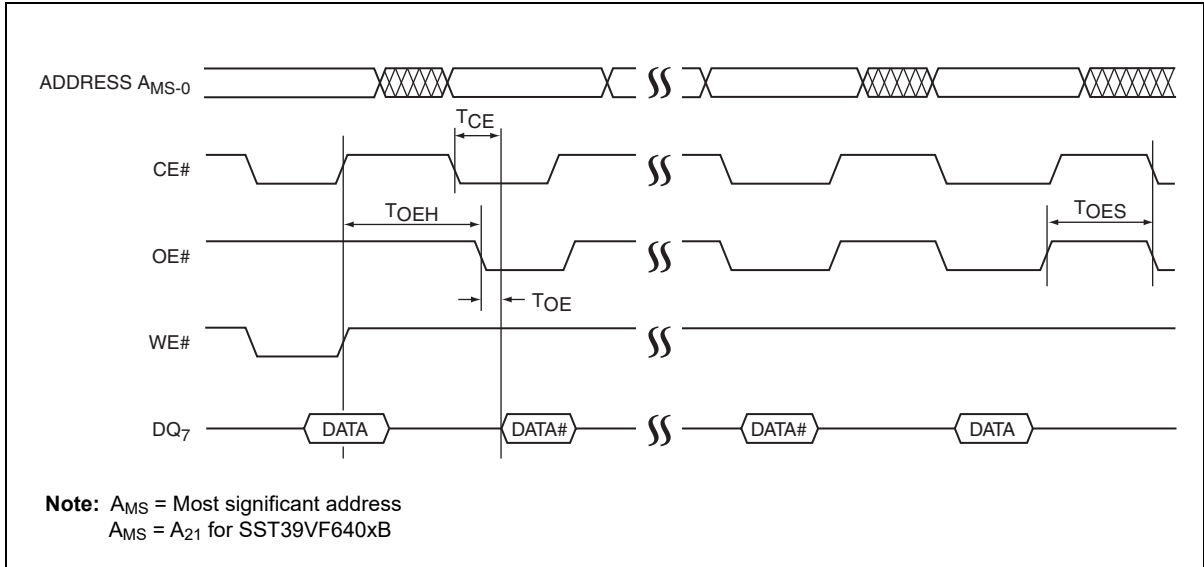 ADDRESS AMS-0
TCE
CE#
TOEH
TOES
OE#
TOE
WE#
DQ7
DATA
DATA#
DATA#
DATA
Note: AMS = Most significant address
AMS = A21 for SST39VF640xB